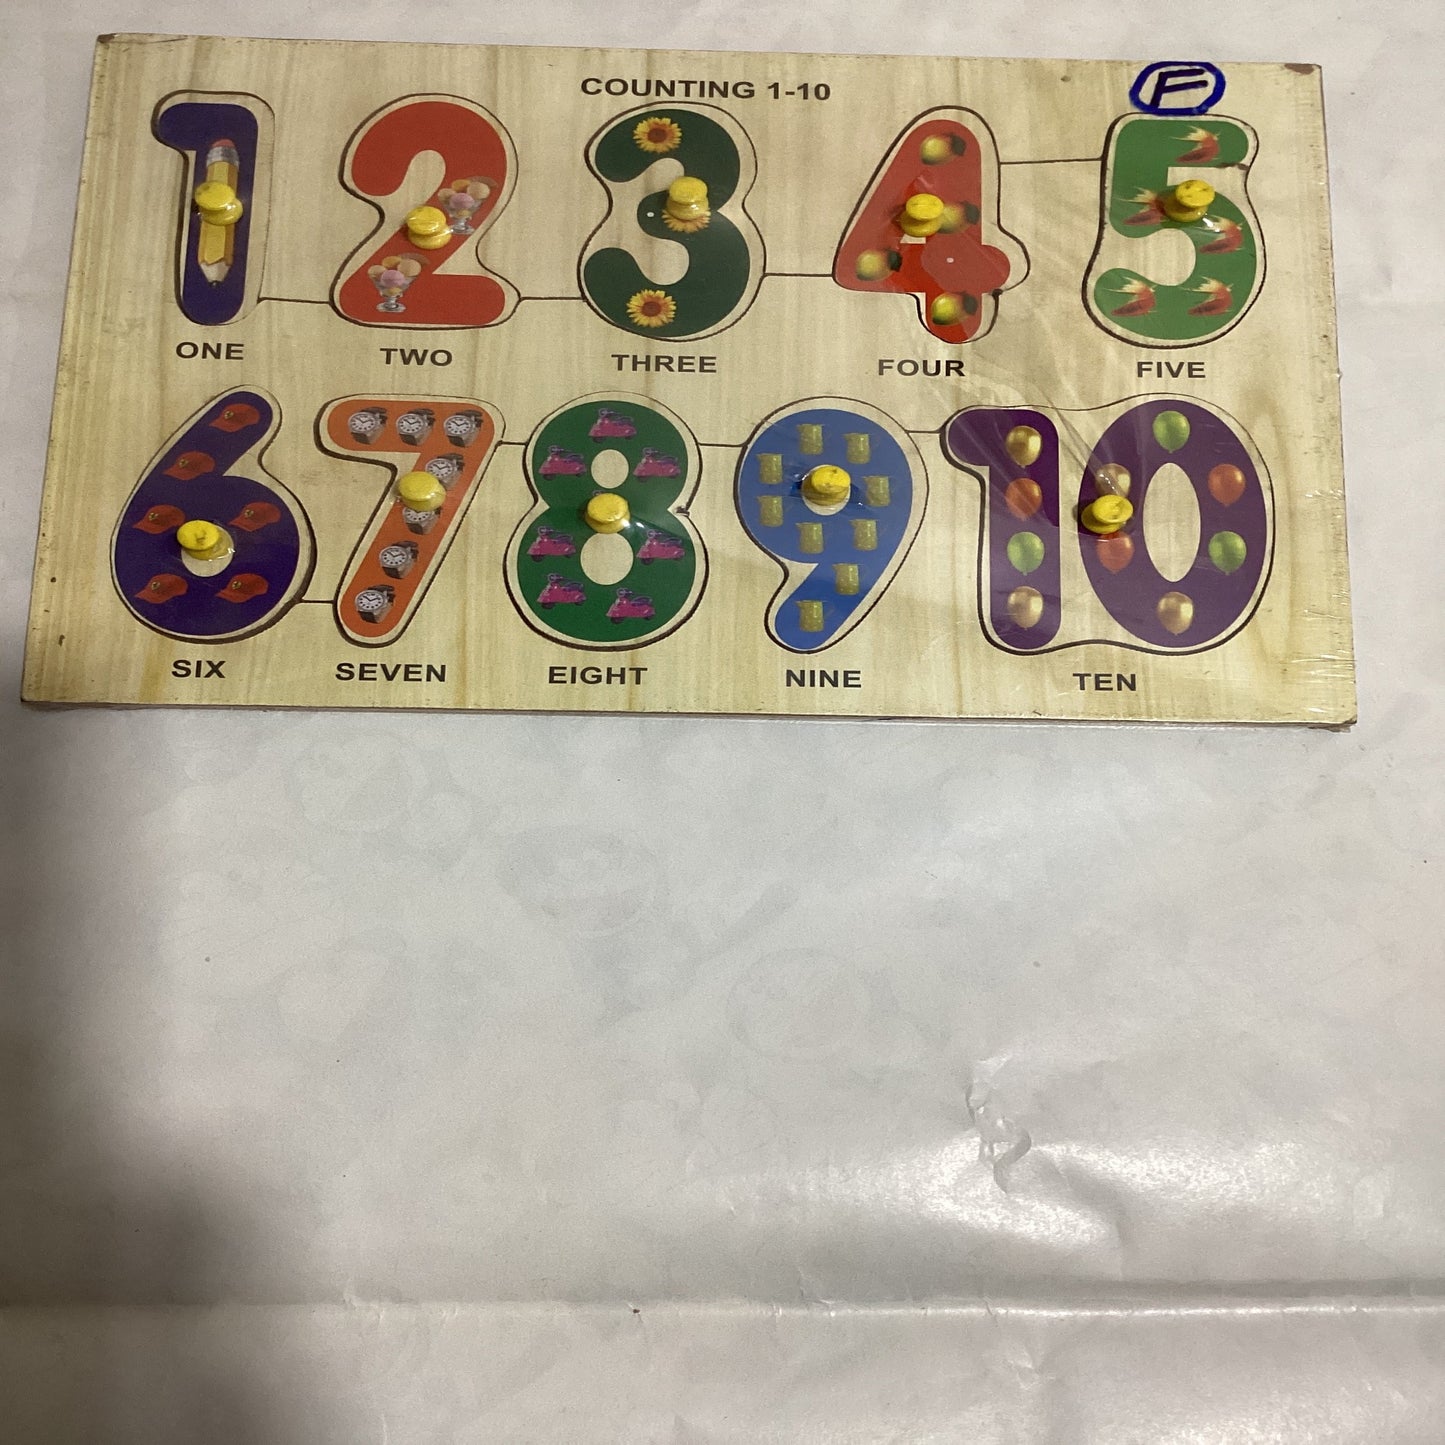 COUNTING 1-10
F
1 2 3 4 5
ONE TWO THREE FOUR FIVE
6 7 8 9 10
SIX SEVEN EIGHT NINE TEN